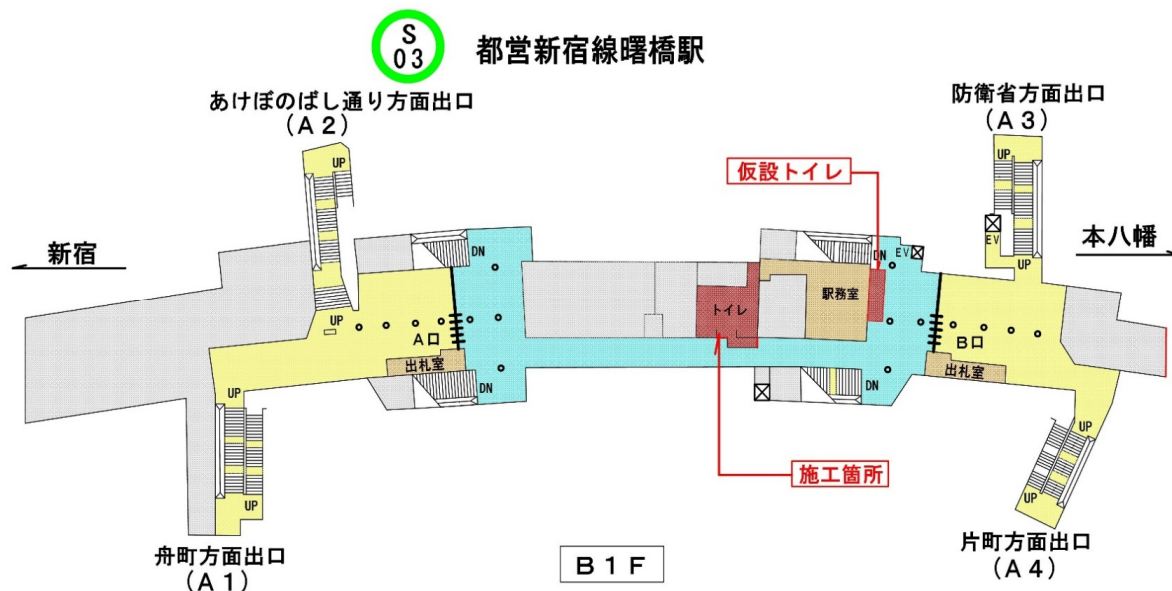 S
03
都営新宿線曙橋駅
あけぼのばし通り方面出口
(A2)
防衛省方面出口
(A3)
UP
UP
仮設トイレ
新宿
本八幡
DN
DN
EV
EV
UP
駅務室
トイレ
UP
A口
B口
出札室
出札室
DN
DN
UP
UP
UP
UP
UP
UP
施工箇所
舟町方面出口
(A1)
B1F
片町方面出口
(A4)